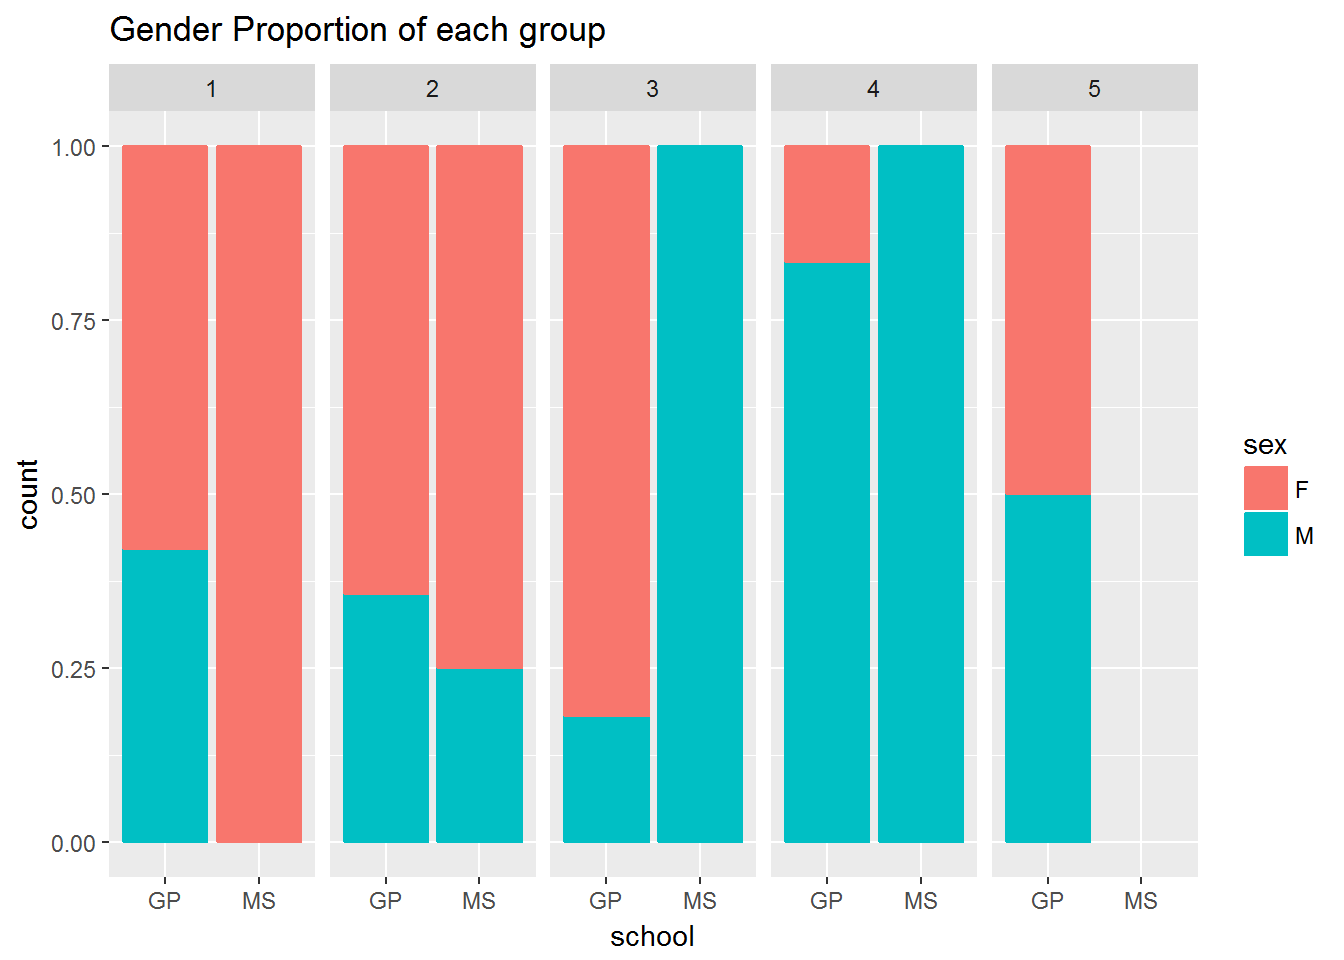 Gender Proportion of each group
1 2 3 4 5
1.00
0.75
0.50
0.25
0.00
count
GP MS GP MS GP MS GP MS GP MS
school
sex
F
M